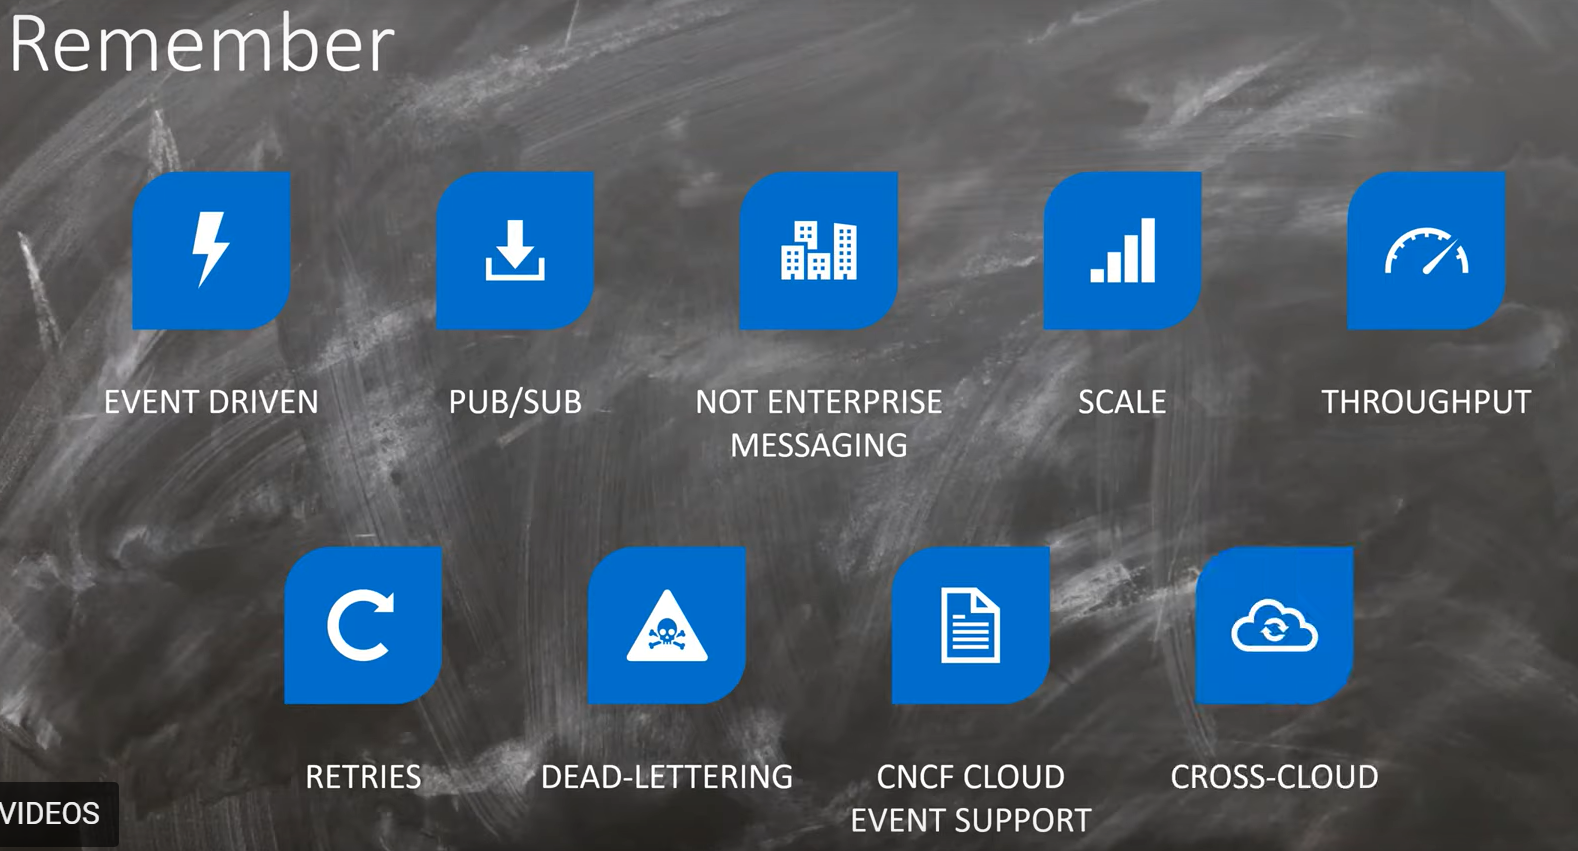 Remember
EVENT DRIVEN
PUB/SUB
NOT ENTERPRISE
MESSAGING
SCALE
THROUGHPUT
RETRIES
DEAD-LETTERING
CNCF CLOUD
EVENT SUPPORT
CROSS-CLOUD
VIDEOS